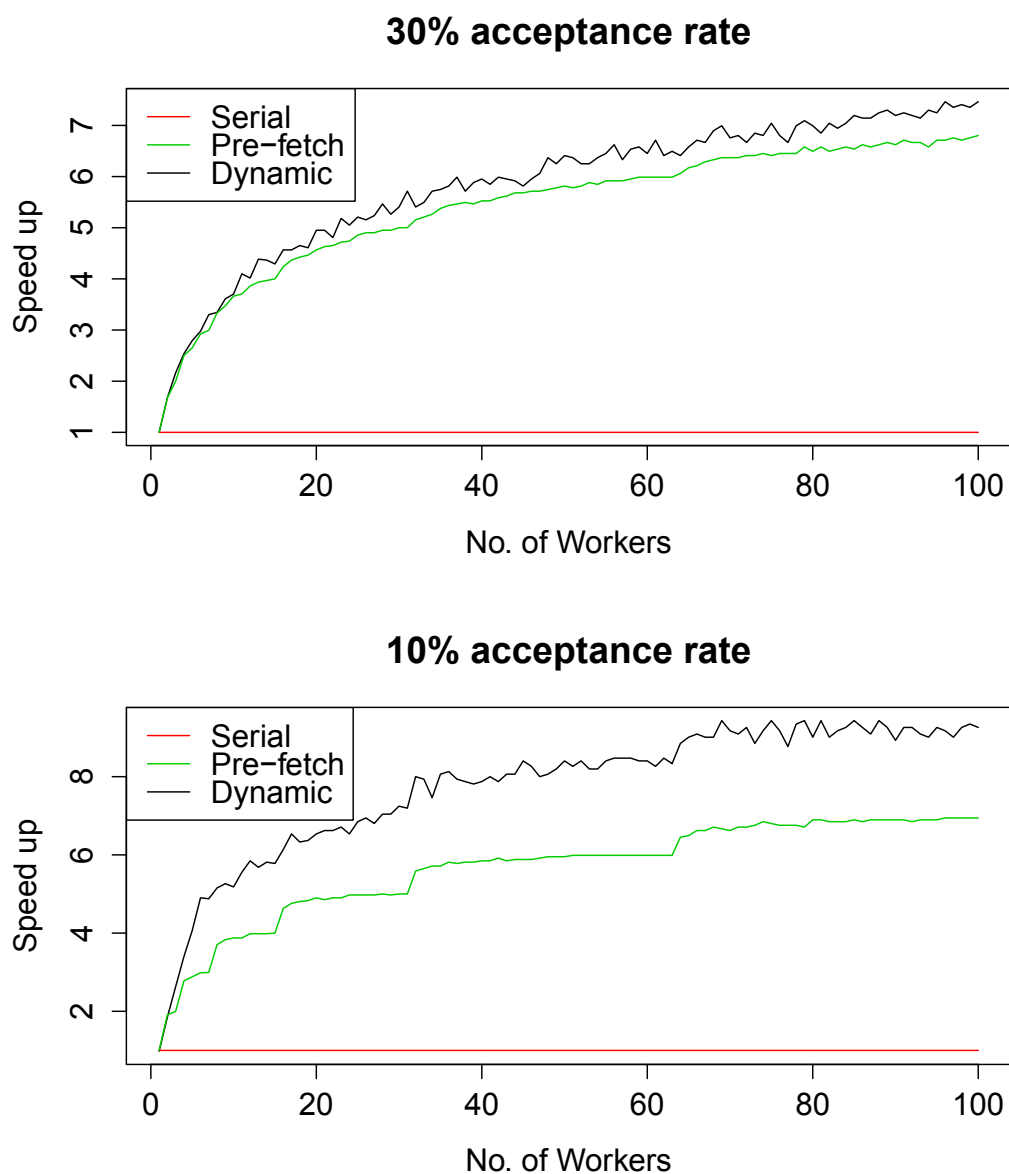 30% acceptance rate
Serial
Pre−fetch
Dynamic
Speed up
1 2 3 4 5 6 7
0 20 40 60 80 100
No. of Workers
10% acceptance rate
Serial
Pre−fetch
Dynamic
Speed up
2 4 6 8
0 20 40 60 80 100
No. of Workers